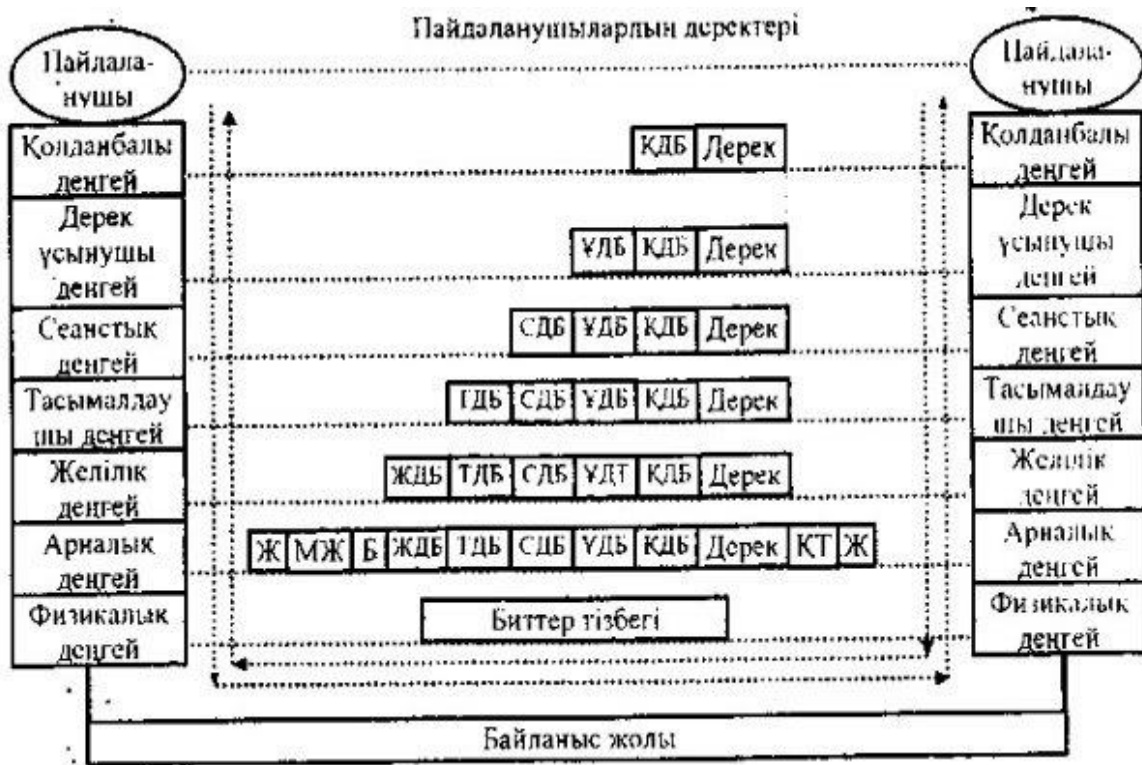 Пайдаланушылардың деректері
Пайдала-
нушы
Пайдала-
нушы
Қолданбалы
деңгей
ҚДБ Дерек
Қолданбалы
деңгей
Дерек
ұсынушы
деңгей
ҰДБ ҚДБ Дерек
Дерек
ұсынушы
деңгей
Сеанстық
деңгей
СДБ ҰДБ ҚДБ Дерек
Сеанстық
деңгей
Тасымалдау
шы деңгей
ТДБ СДБ ҰДБ ҚДБ Дерек
Тасымалдау
шы деңгей
Желілік
деңгей
ЖДБ ТДБ СДБ ҰДТ ҚДБ Дерек
Желілік
деңгей
Арналық
деңгей
Ж МЖ Б ЖДБ ТДБ СДБ ҰДБ ҚДБ Дерек ҚТ Ж
Арналық
деңгей
Физикалық
деңгей
Биттер тізбегі
Физикалық
деңгей
Байланыс жолы